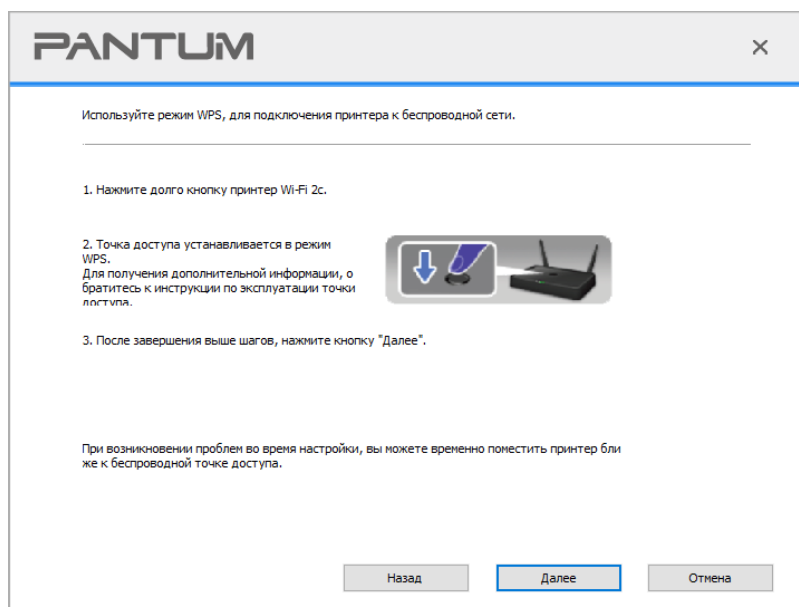 PANTUM
Используйте режим WPS, для подключения принтера к беспроводной сети.
1. Нажмите долго кнопку принтер Wi-Fi 2с.
2. Точка доступа устанавливается в режим
WPS.
Для получения дополнительной информации, о
братитесь к инструкции по эксплуатации точки
доступа.
3. После завершения выше шагов, нажмите кнопку "Далее".
При возникновении проблем во время настройки, вы можете временно поместить принтер бли
же к беспроводной точке доступа.
Назад Далее Отмена